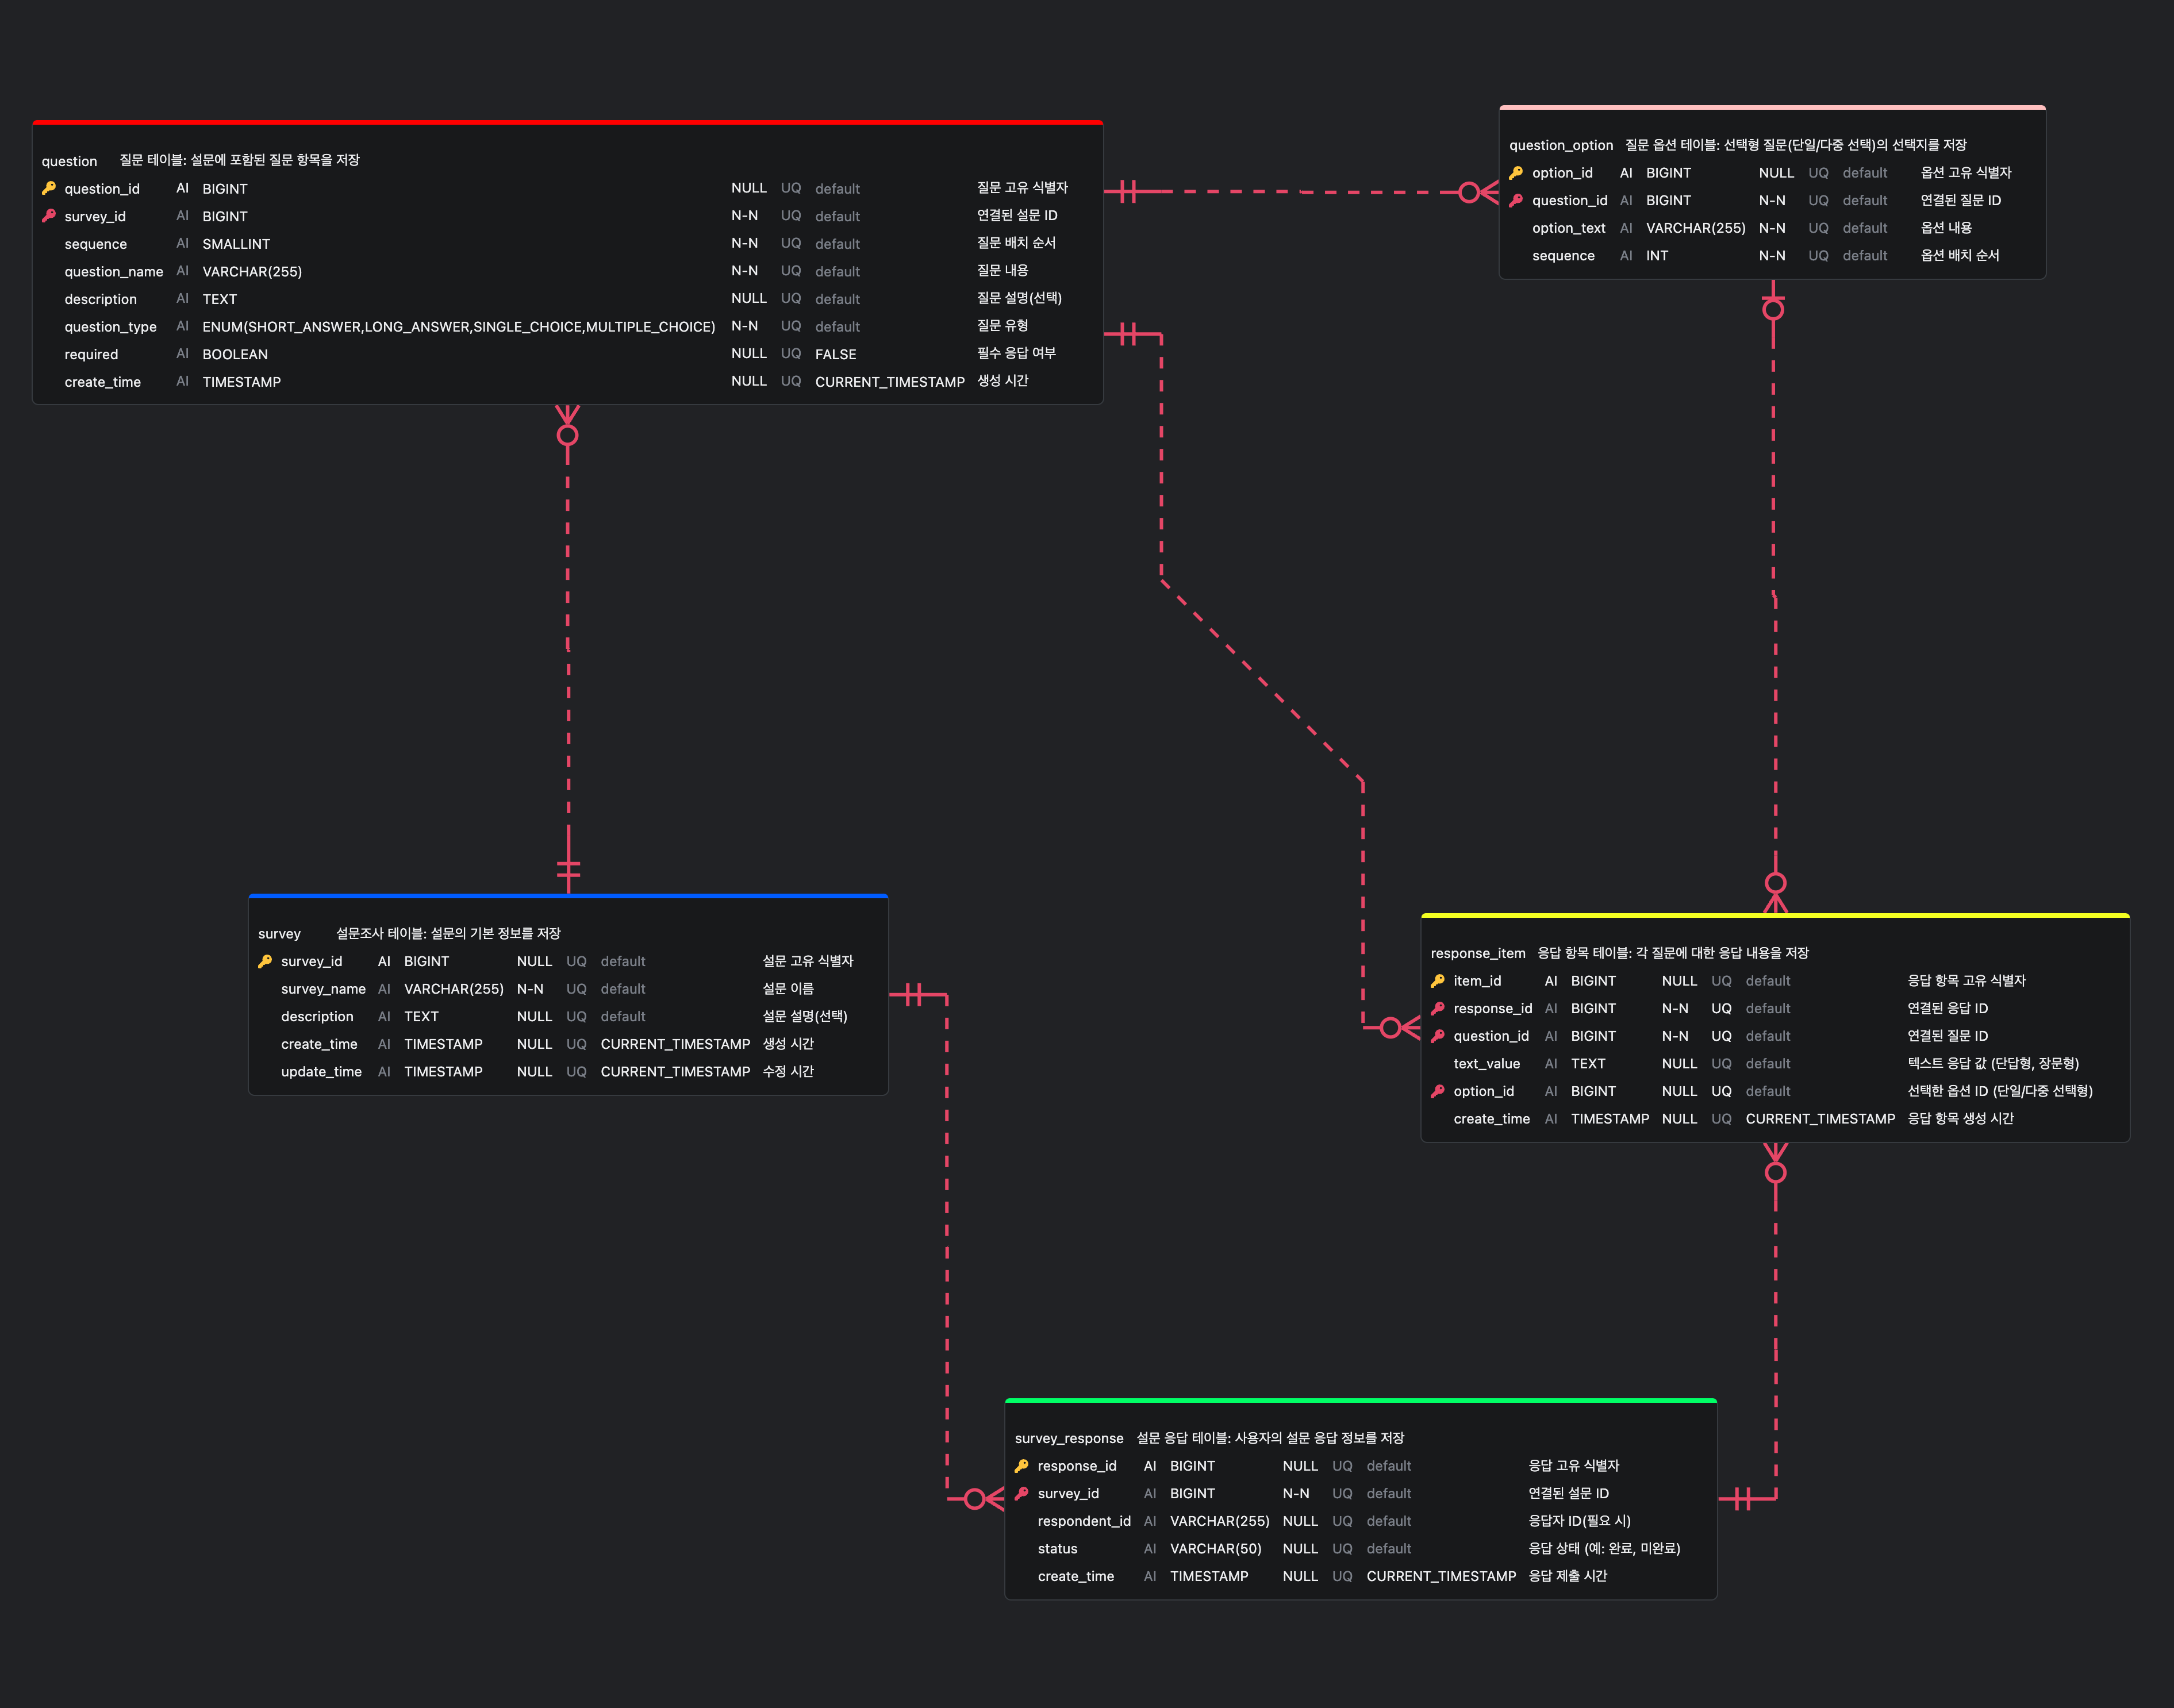 question 질문 테이블: 설문에 포함된 질문 항목을 저장
question_id AI BIGINT NULL UQ default 질문 고유 식별자
survey_id AI BIGINT N-N UQ default 연결된 설문 ID
sequence AI SMALLINT N-N UQ default 질문 배치 순서
question_name AI VARCHAR(255) N-N UQ default 질문 내용
description AI TEXT NULL UQ default 질문 설명(선택)
question_type AI ENUM(SHORT_ANSWER,LONG_ANSWER,SINGLE_CHOICE,MULTIPLE_CHOICE) N-N UQ default 질문 유형
required AI BOOLEAN NULL UQ FALSE 필수 응답 여부
create_time AI TIMESTAMP NULL UQ CURRENT_TIMESTAMP 생성 시간
question_option 질문 옵션 테이블: 선택형 질문(단일/다중 선택)의 선택지를 저장
option_id AI BIGINT NULL UQ default 옵션 고유 식별자
question_id AI BIGINT N-N UQ default 연결된 질문 ID
option_text AI VARCHAR(255) N-N UQ default 옵션 내용
sequence AI INT N-N UQ default 옵션 배치 순서
survey 설문조사 테이블: 설문의 기본 정보를 저장
survey_id AI BIGINT NULL UQ default 설문 고유 식별자
survey_name AI VARCHAR(255) N-N UQ default 설문 이름
description AI TEXT NULL UQ default 설문 설명(선택)
create_time AI TIMESTAMP NULL UQ CURRENT_TIMESTAMP 생성 시간
update_time AI TIMESTAMP NULL UQ CURRENT_TIMESTAMP 수정 시간
response_item 응답 항목 테이블: 각 질문에 대한 응답 내용을 저장
item_id AI BIGINT NULL UQ default 응답 항목 고유 식별자
response_id AI BIGINT N-N UQ default 연결된 응답 ID
question_id AI BIGINT N-N UQ default 연결된 질문 ID
text_value AI TEXT NULL UQ default 텍스트 응답 값 (단답형, 장문형)
option_id AI BIGINT NULL UQ default 선택한 옵션 ID (단일/다중 선택형)
create_time AI TIMESTAMP NULL UQ CURRENT_TIMESTAMP 응답 항목 생성 시간
survey_response 설문 응답 테이블: 사용자의 설문 응답 정보를 저장
response_id AI BIGINT NULL UQ default 응답 고유 식별자
survey_id AI BIGINT N-N UQ default 연결된 설문 ID
respondent_id AI VARCHAR(255) NULL UQ default 응답자 ID(필요 시)
status AI VARCHAR(50) NULL UQ default 응답 상태 (예: 완료, 미완료)
create_time AI TIMESTAMP NULL UQ CURRENT_TIMESTAMP 응답 제출 시간